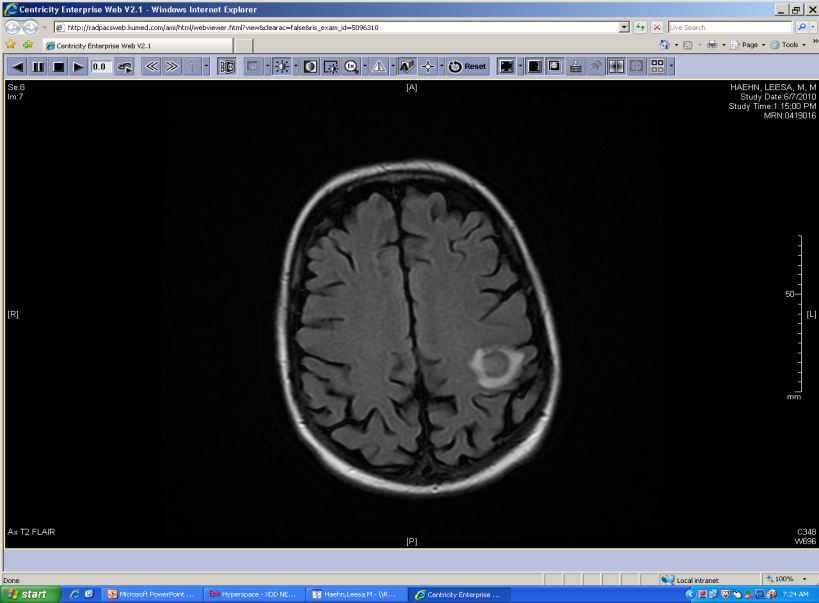 Centricity Enterprise Web V2.1 - Windows Internet Explorer
http://radpacsweb.kumed.com/ami/html/webviewer.html?view&clearac=false&ris_exam_id=5096310
Live Search
Centricity Enterprise Web V2.1
Page
Tools
0.0
Reset
Se:8
Im:7
[A]
HAEHN, LEESA, M, M
Study Date:6/7/2010
Study Time:1:15:00 PM
MRN:0419016
50
[R]
[L]
mm
Ax T2 FLAIR
[P]
C348
W696
Done
Local intranet
100%
start
Microsoft PowerPoint ...
Hyperspace - XDD NE...
Haehn,Leesa M - \\R...
Centricity Enterprise ...
7:24 AM